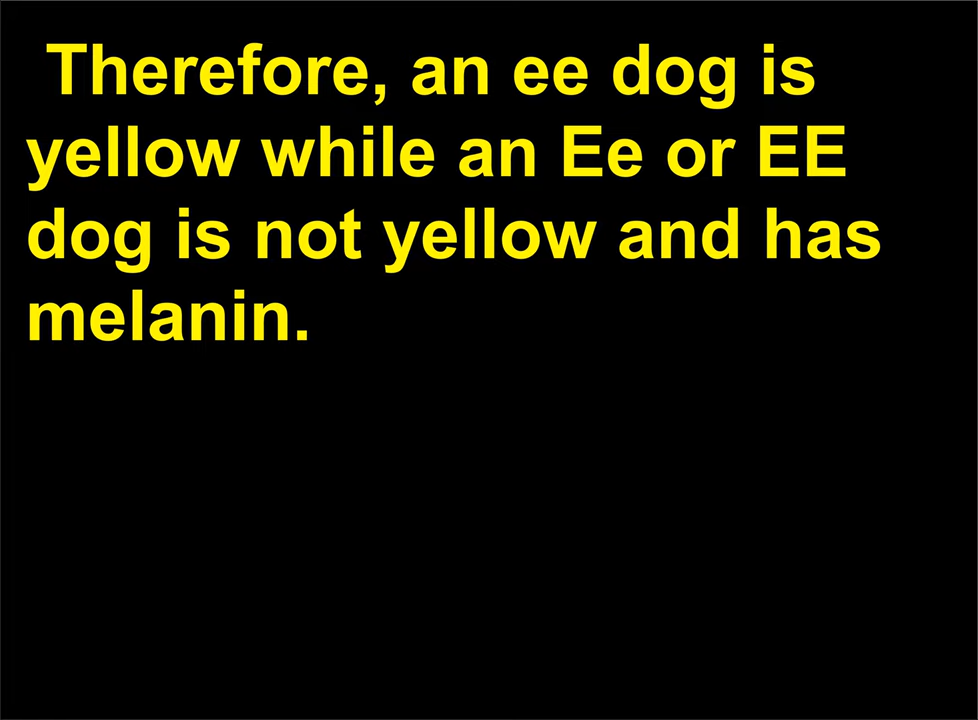 Therefore, an ee dog is
yellow while an Ee or EE
dog is not yellow and has
melanin.